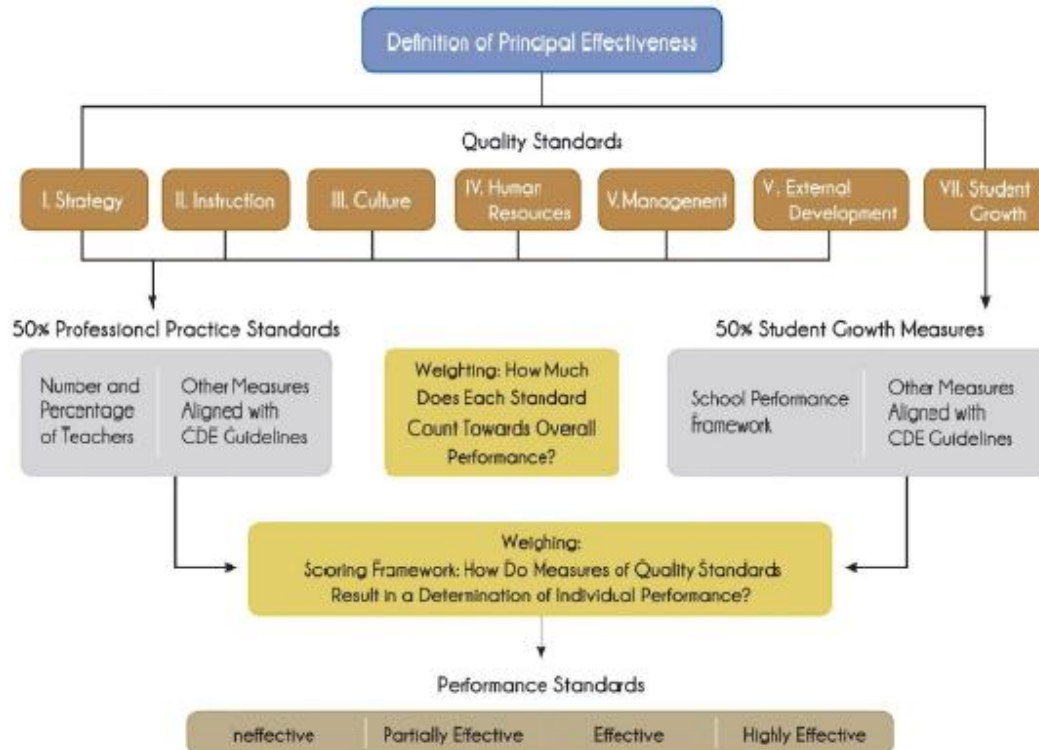 Definition of Principal Effectiveness
Quality Standards
I. Strategy
II. Instruction
III. Culture
IV. Human
Resources
V. Management
V. External
Development
VII. Student
Growth
50% Professioncl Practice Standards
50% Student Growth Measures
Number and
Percentage
of Teachers
Other Measures
Aligned with
CDE Guidelines
Weighting: How Much
Does Each Standard
Count Towards Overall
Performance?
School Performance
Framework
Other Measures
Aligned with
CDE Guidelines
Weighing:
Scoring Framework: How Do Measures of Quality Standards
Result in a Determination of Individual Performance?
Performance Standards
Ineffective
Partially Effective
Effective
Highly Effective